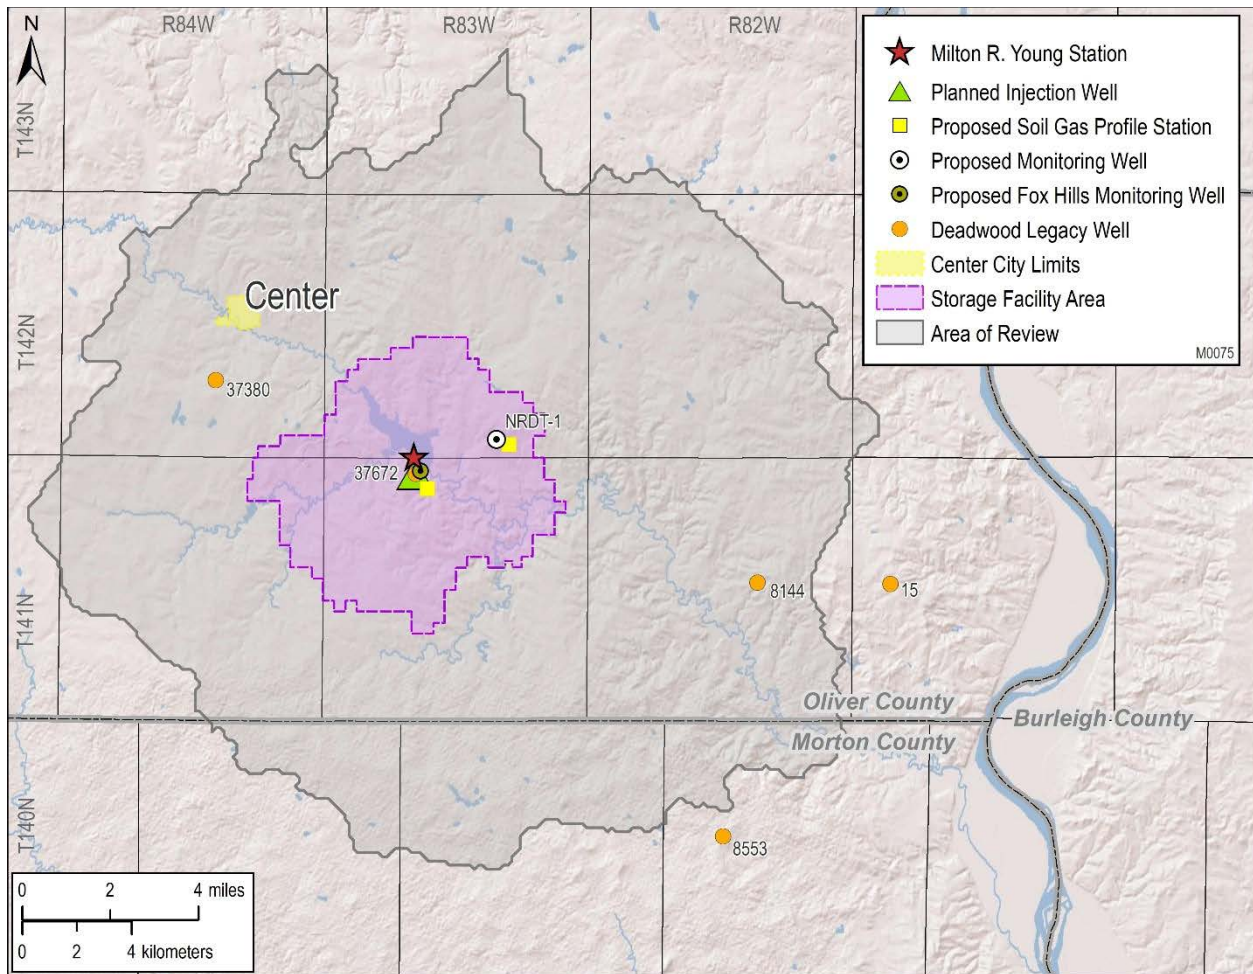 R84W
R83W
R82W
N
T143N
T142N
T141N
T140N
Milton R. Young Station
Planned Injection Well
Proposed Soil Gas Profile Station
Proposed Monitoring Well
Proposed Fox Hills Monitoring Well
Deadwood Legacy Well
Center City Limits
Storage Facility Area
Area of Review
M0075
Center
37380
NRDT-1
37672
8144
15
Oliver County
Burleigh County
Morton County
8553
0 2 4 miles
0 2 4 kilometers